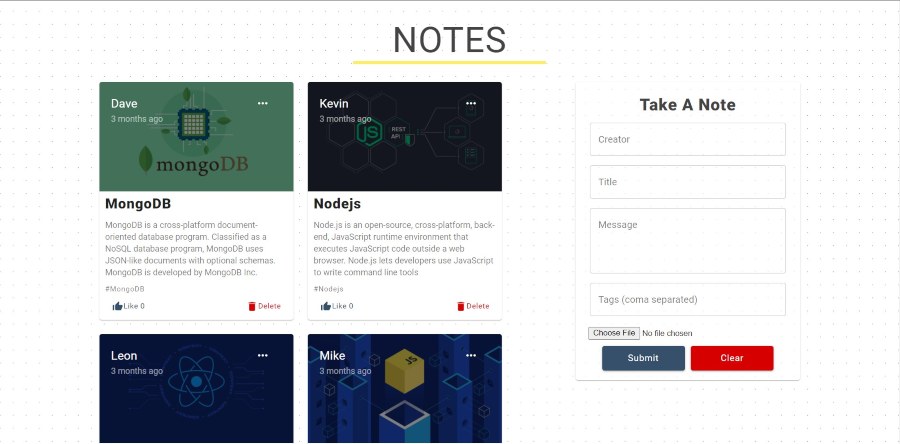 NOTES
Dave
3 months ago
mongoDB
MongoDB
MongoDB is a cross-platform document-
oriented database program. Classified as a
NoSQL database program, MongoDB uses
JSON-like documents with optional schemas.
MongoDB is developed by MongoDB Inc.
#MongoDB
Like 0
Delete
Kevin
3 months ago
JS
REST
API
Nodejs
Node.js is an open-source, cross-platform, back-
end, JavaScript runtime environment that
executes JavaScript code outside a web
browser. Node.js lets developers use JavaScript
to write command line tools
#Nodejs
Like 0
Delete
Leon
3 months ago
Mike
3 months ago
JS
Take A Note
Creator
Title
Message
Tags (coma separated)
Choose File No file chosen
Submit
Clear